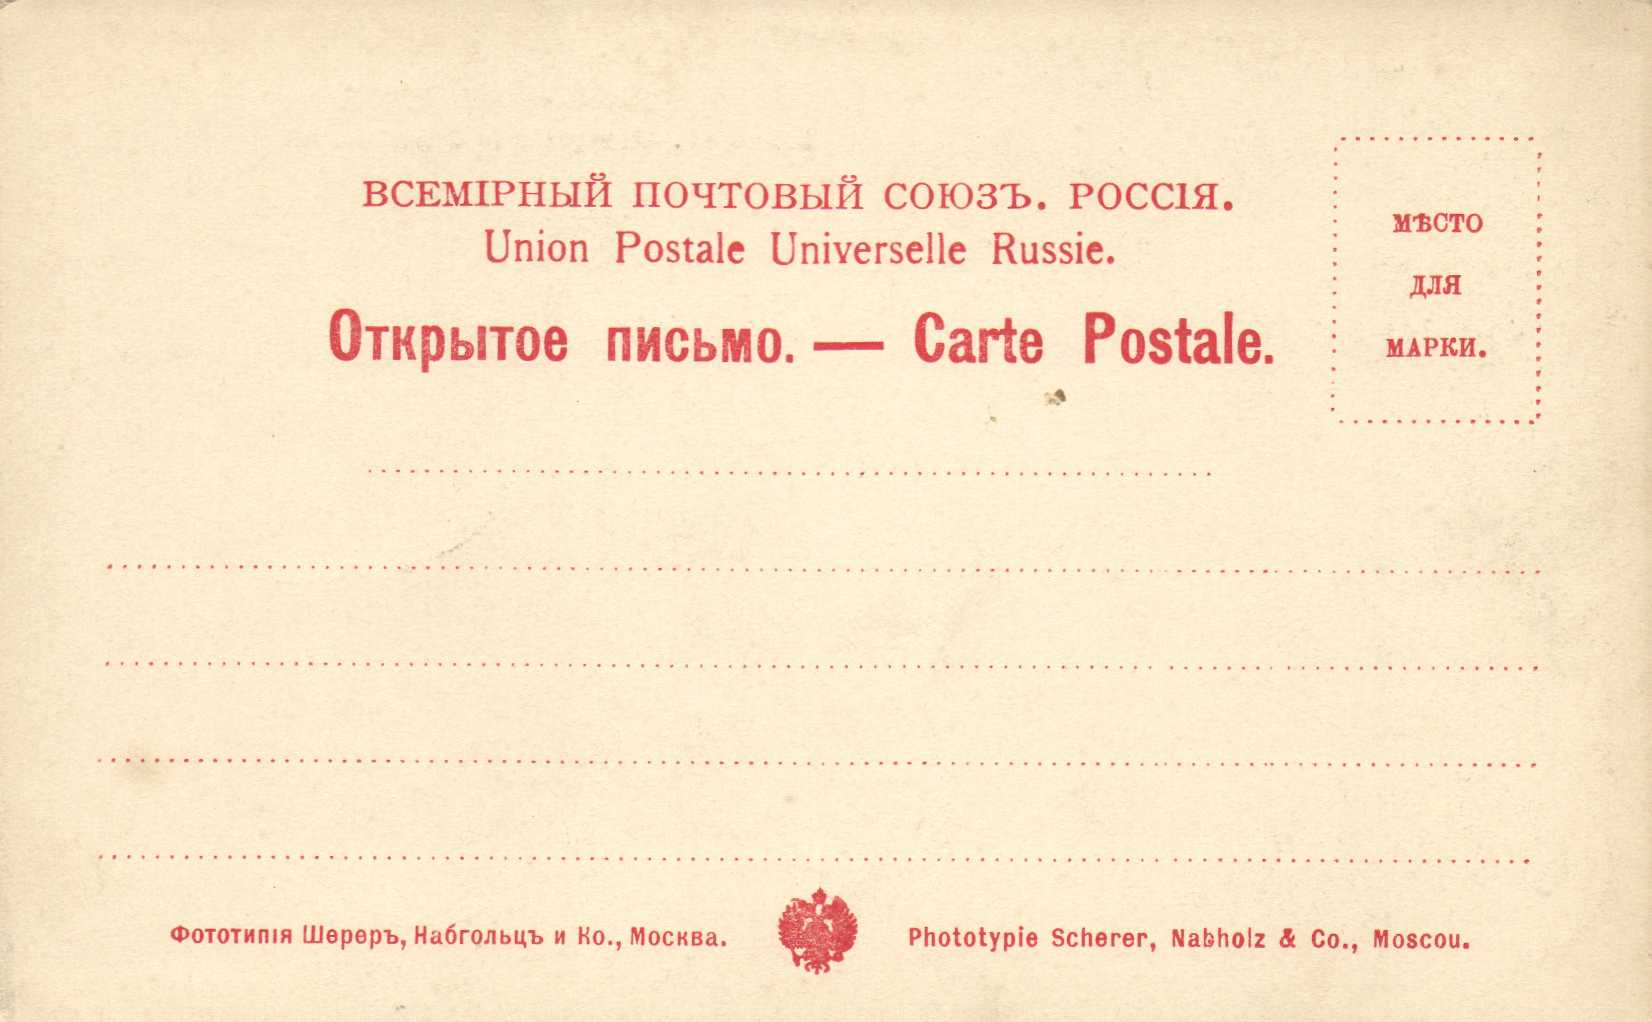 ВСЕМІРНЫЙ ПОЧТОВЫЙ СОЮЗЪ. РОССІЯ.
Union Postale Universelle Russie.
Открытое письмо. — Carte Postale.
МѢСТО
ДЛЯ
МАРКИ.
Фототипія Шереръ, Набгольцъ и Ко., Москва.
Phototypie Scherer, Nabholz & Co., Moscou.